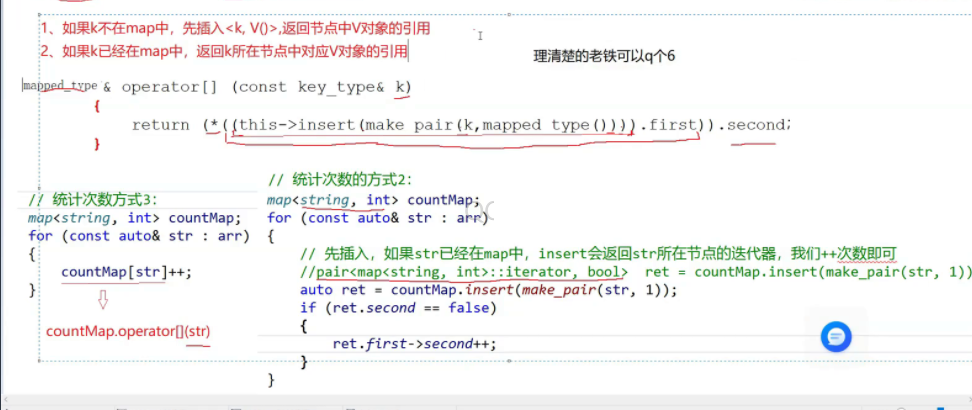 1、如果k不在map中，先插入<k, V()>,返回节点中V对象的引用
2、如果k已经在map中，返回k所在节点中对应V对象的引用
理清楚的老铁可以q个6
mapped_type & operator[] (const key_type& k)
{
return (*((this->insert(make_pair(k,mapped_type()))).first)).second;
}
// 统计次数方式3：
map<string, int> countMap;
for (const auto& str : arr)
{
countMap[str]++;
}
countMap.operator[](str)
// 统计次数的方式2：
map<string, int> countMap;
for (const auto& str : arr)
{
// 先插入，如果str已经在map中，insert会返回str所在节点的迭代器，我们++次数即可
//pair<map<string, int>::iterator, bool> ret = countMap.insert(make_pair(str, 1))
auto ret = countMap.insert(make_pair(str, 1));
if (ret.second == false)
{
ret.first->second++;
}
}